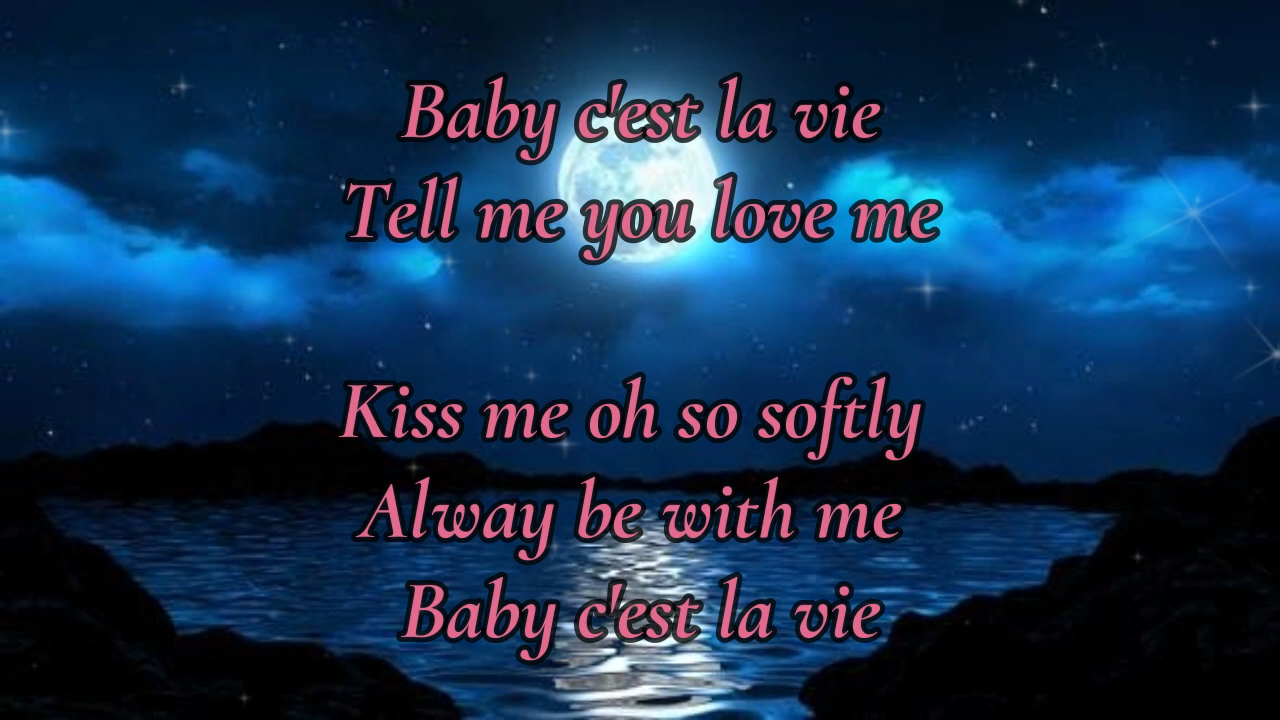 Baby c'est la vie
Tell me you love me
Kiss me oh so softly
Alway be with me
Baby c'est la vie